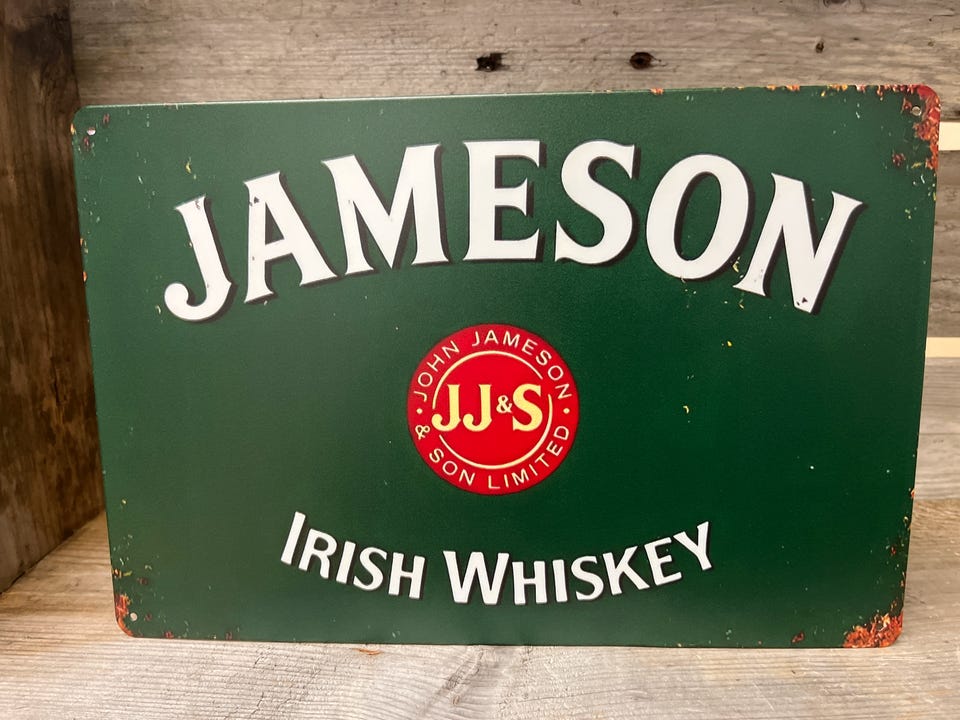 JAMESON
JOHN JAMESON
JJ&S
& SON LIMITED
IRISH WHISKEY